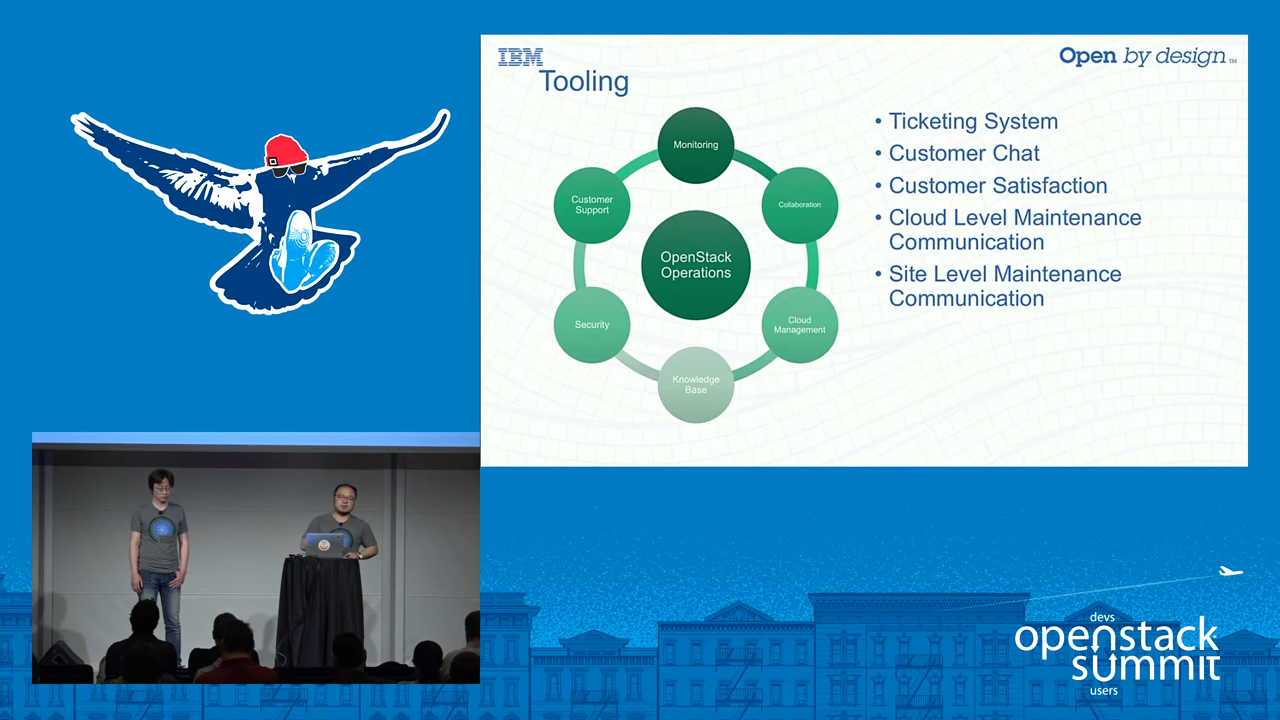 IBM
Open by design™
Tooling
Monitoring
Customer
Support
Collaboration
OpenStack
Operations
Security
Cloud
Management
Knowledge
Base
• Ticketing System
• Customer Chat
• Customer Satisfaction
• Cloud Level Maintenance
Communication
• Site Level Maintenance
Communication
devs
openstack
summit
users